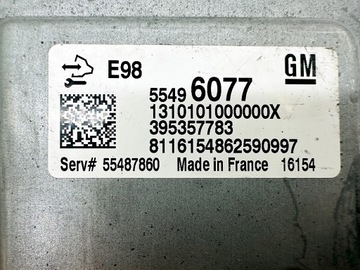 E98
GM
5549 6077
1310101000000X
395357783
8116154862590997
Serv# 55487860 Made in France 16154